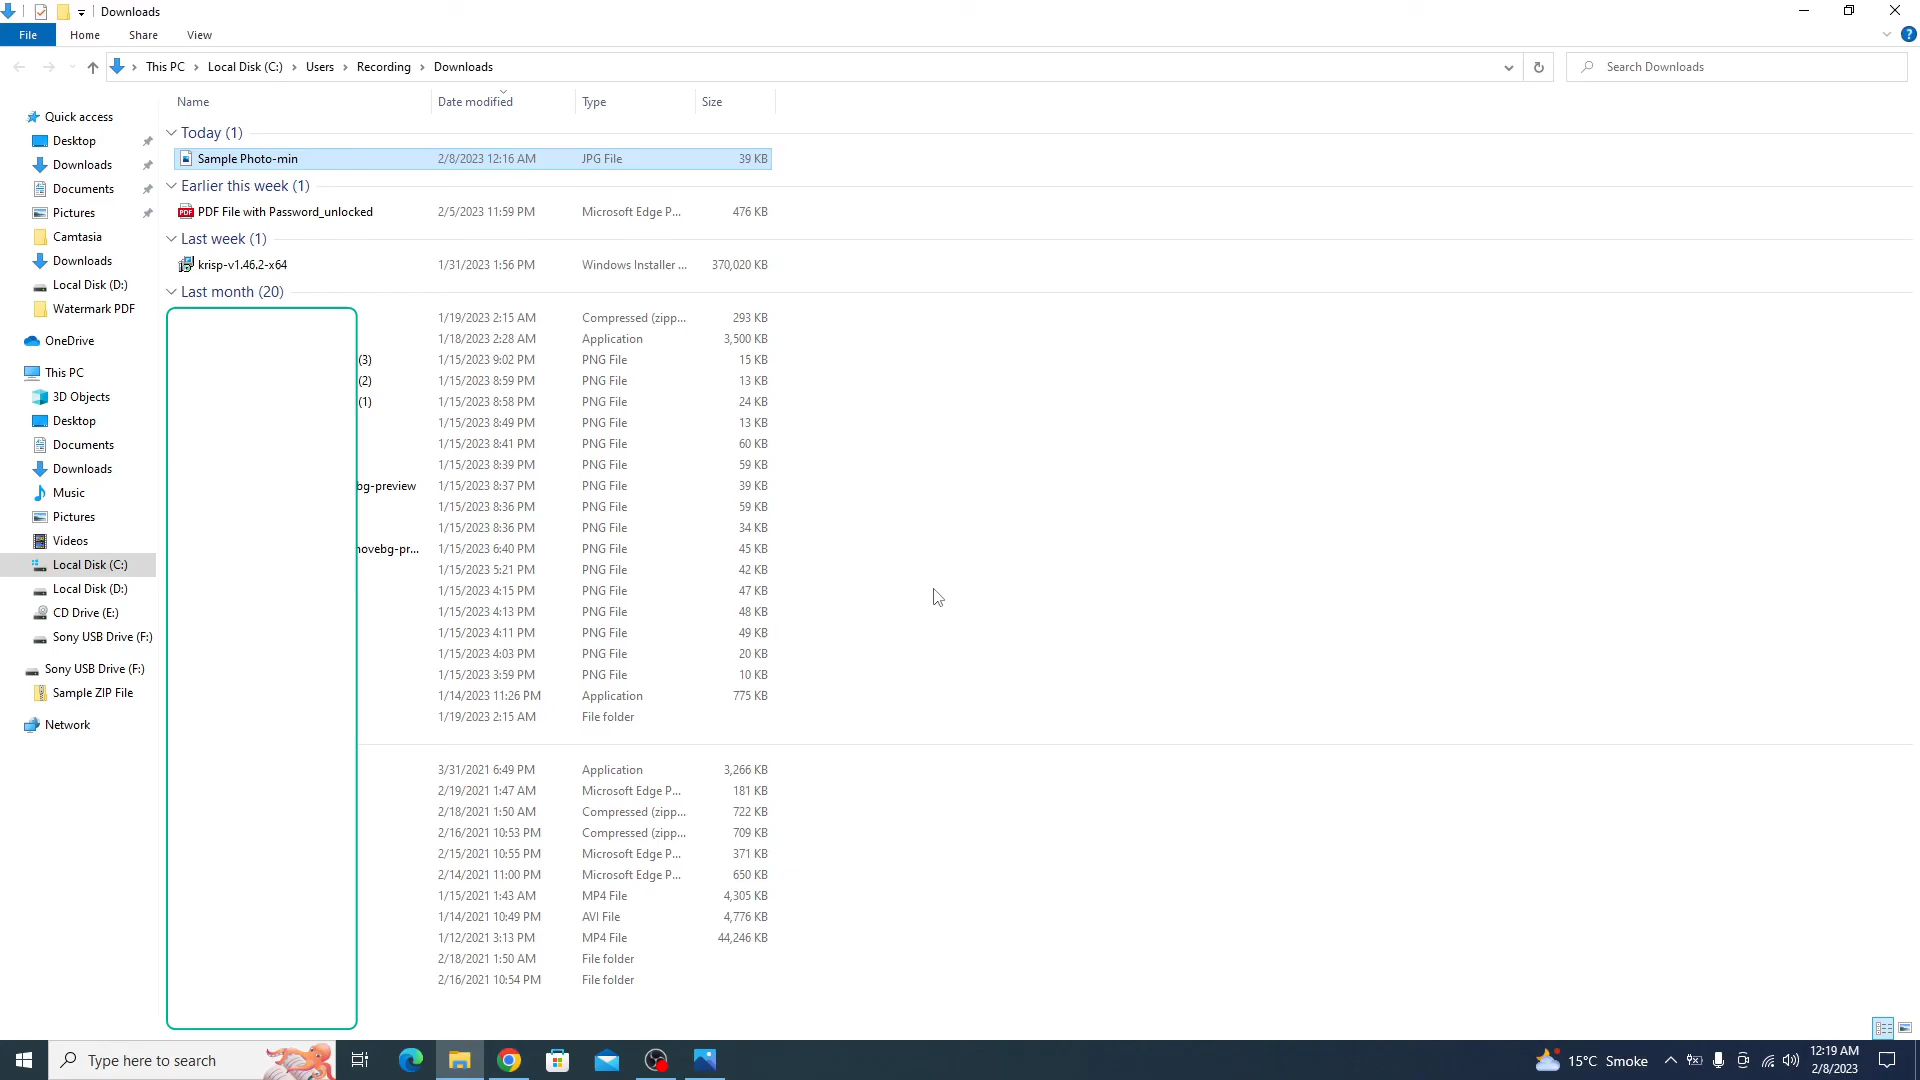 Downloads
File Home Share View
This PC Local Disk (C:) Users Recording Downloads
Search Downloads
Name Date modified Type Size
Quick access
Desktop
Downloads
Documents
Pictures
Camtasia
Downloads
Local Disk (D:)
Watermark PDF
OneDrive
This PC
3D Objects
Desktop
Documents
Downloads
Music
Pictures
Videos
Local Disk (C:)
Local Disk (D:)
CD Drive (E:)
Sony USB Drive (F:)
Sony USB Drive (F:)
Sample ZIP File
Network
Today (1)
Sample Photo-min 2/8/2023 12:16 AM JPG File 39 KB
Earlier this week (1)
PDF File with Password_unlocked 2/5/2023 11:59 PM Microsoft Edge P... 476 KB
Last week (1)
krisp-v1.46.2-x64 1/31/2023 1:56 PM Windows Installer ... 370,020 KB
Last month (20)
1/19/2023 2:15 AM Compressed (zipp... 293 KB
1/18/2023 2:28 AM Application 3,500 KB
(3) 1/15/2023 9:02 PM PNG File 15 KB
(2) 1/15/2023 8:59 PM PNG File 13 KB
(1) 1/15/2023 8:58 PM PNG File 24 KB
1/15/2023 8:49 PM PNG File 13 KB
1/15/2023 8:41 PM PNG File 60 KB
1/15/2023 8:39 PM PNG File 59 KB
bg-preview 1/15/2023 8:37 PM PNG File 39 KB
1/15/2023 8:36 PM PNG File 59 KB
1/15/2023 8:36 PM PNG File 34 KB
movebg-pr... 1/15/2023 6:40 PM PNG File 45 KB
1/15/2023 5:21 PM PNG File 42 KB
1/15/2023 4:15 PM PNG File 47 KB
1/15/2023 4:13 PM PNG File 48 KB
1/15/2023 4:11 PM PNG File 49 KB
1/15/2023 4:03 PM PNG File 20 KB
1/15/2023 3:59 PM PNG File 10 KB
1/14/2023 11:26 PM Application 775 KB
1/19/2023 2:15 AM File folder
3/31/2021 6:49 PM Application 3,266 KB
2/19/2021 1:47 AM Microsoft Edge P... 181 KB
2/18/2021 1:50 AM Compressed (zipp... 722 KB
2/16/2021 10:53 PM Compressed (zipp... 709 KB
2/15/2021 10:55 PM Microsoft Edge P... 371 KB
2/14/2021 11:00 PM Microsoft Edge P... 650 KB
1/15/2021 1:43 AM MP4 File 4,305 KB
1/14/2021 10:49 PM AVI File 4,776 KB
1/12/2021 3:13 PM MP4 File 44,246 KB
2/18/2021 1:50 AM File folder
2/16/2021 10:54 PM File folder
Type here to search
15°C Smoke
12:19 AM
2/8/2023